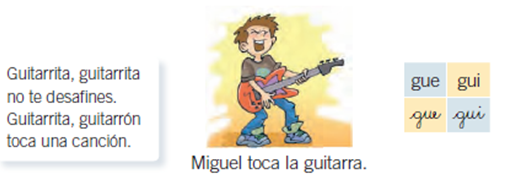 Guitarrita, guitarrita
no te desafines.
Guitarrita, guitarrón
toca una canción.
Miguel toca la guitarra.
gue gui
gue gui